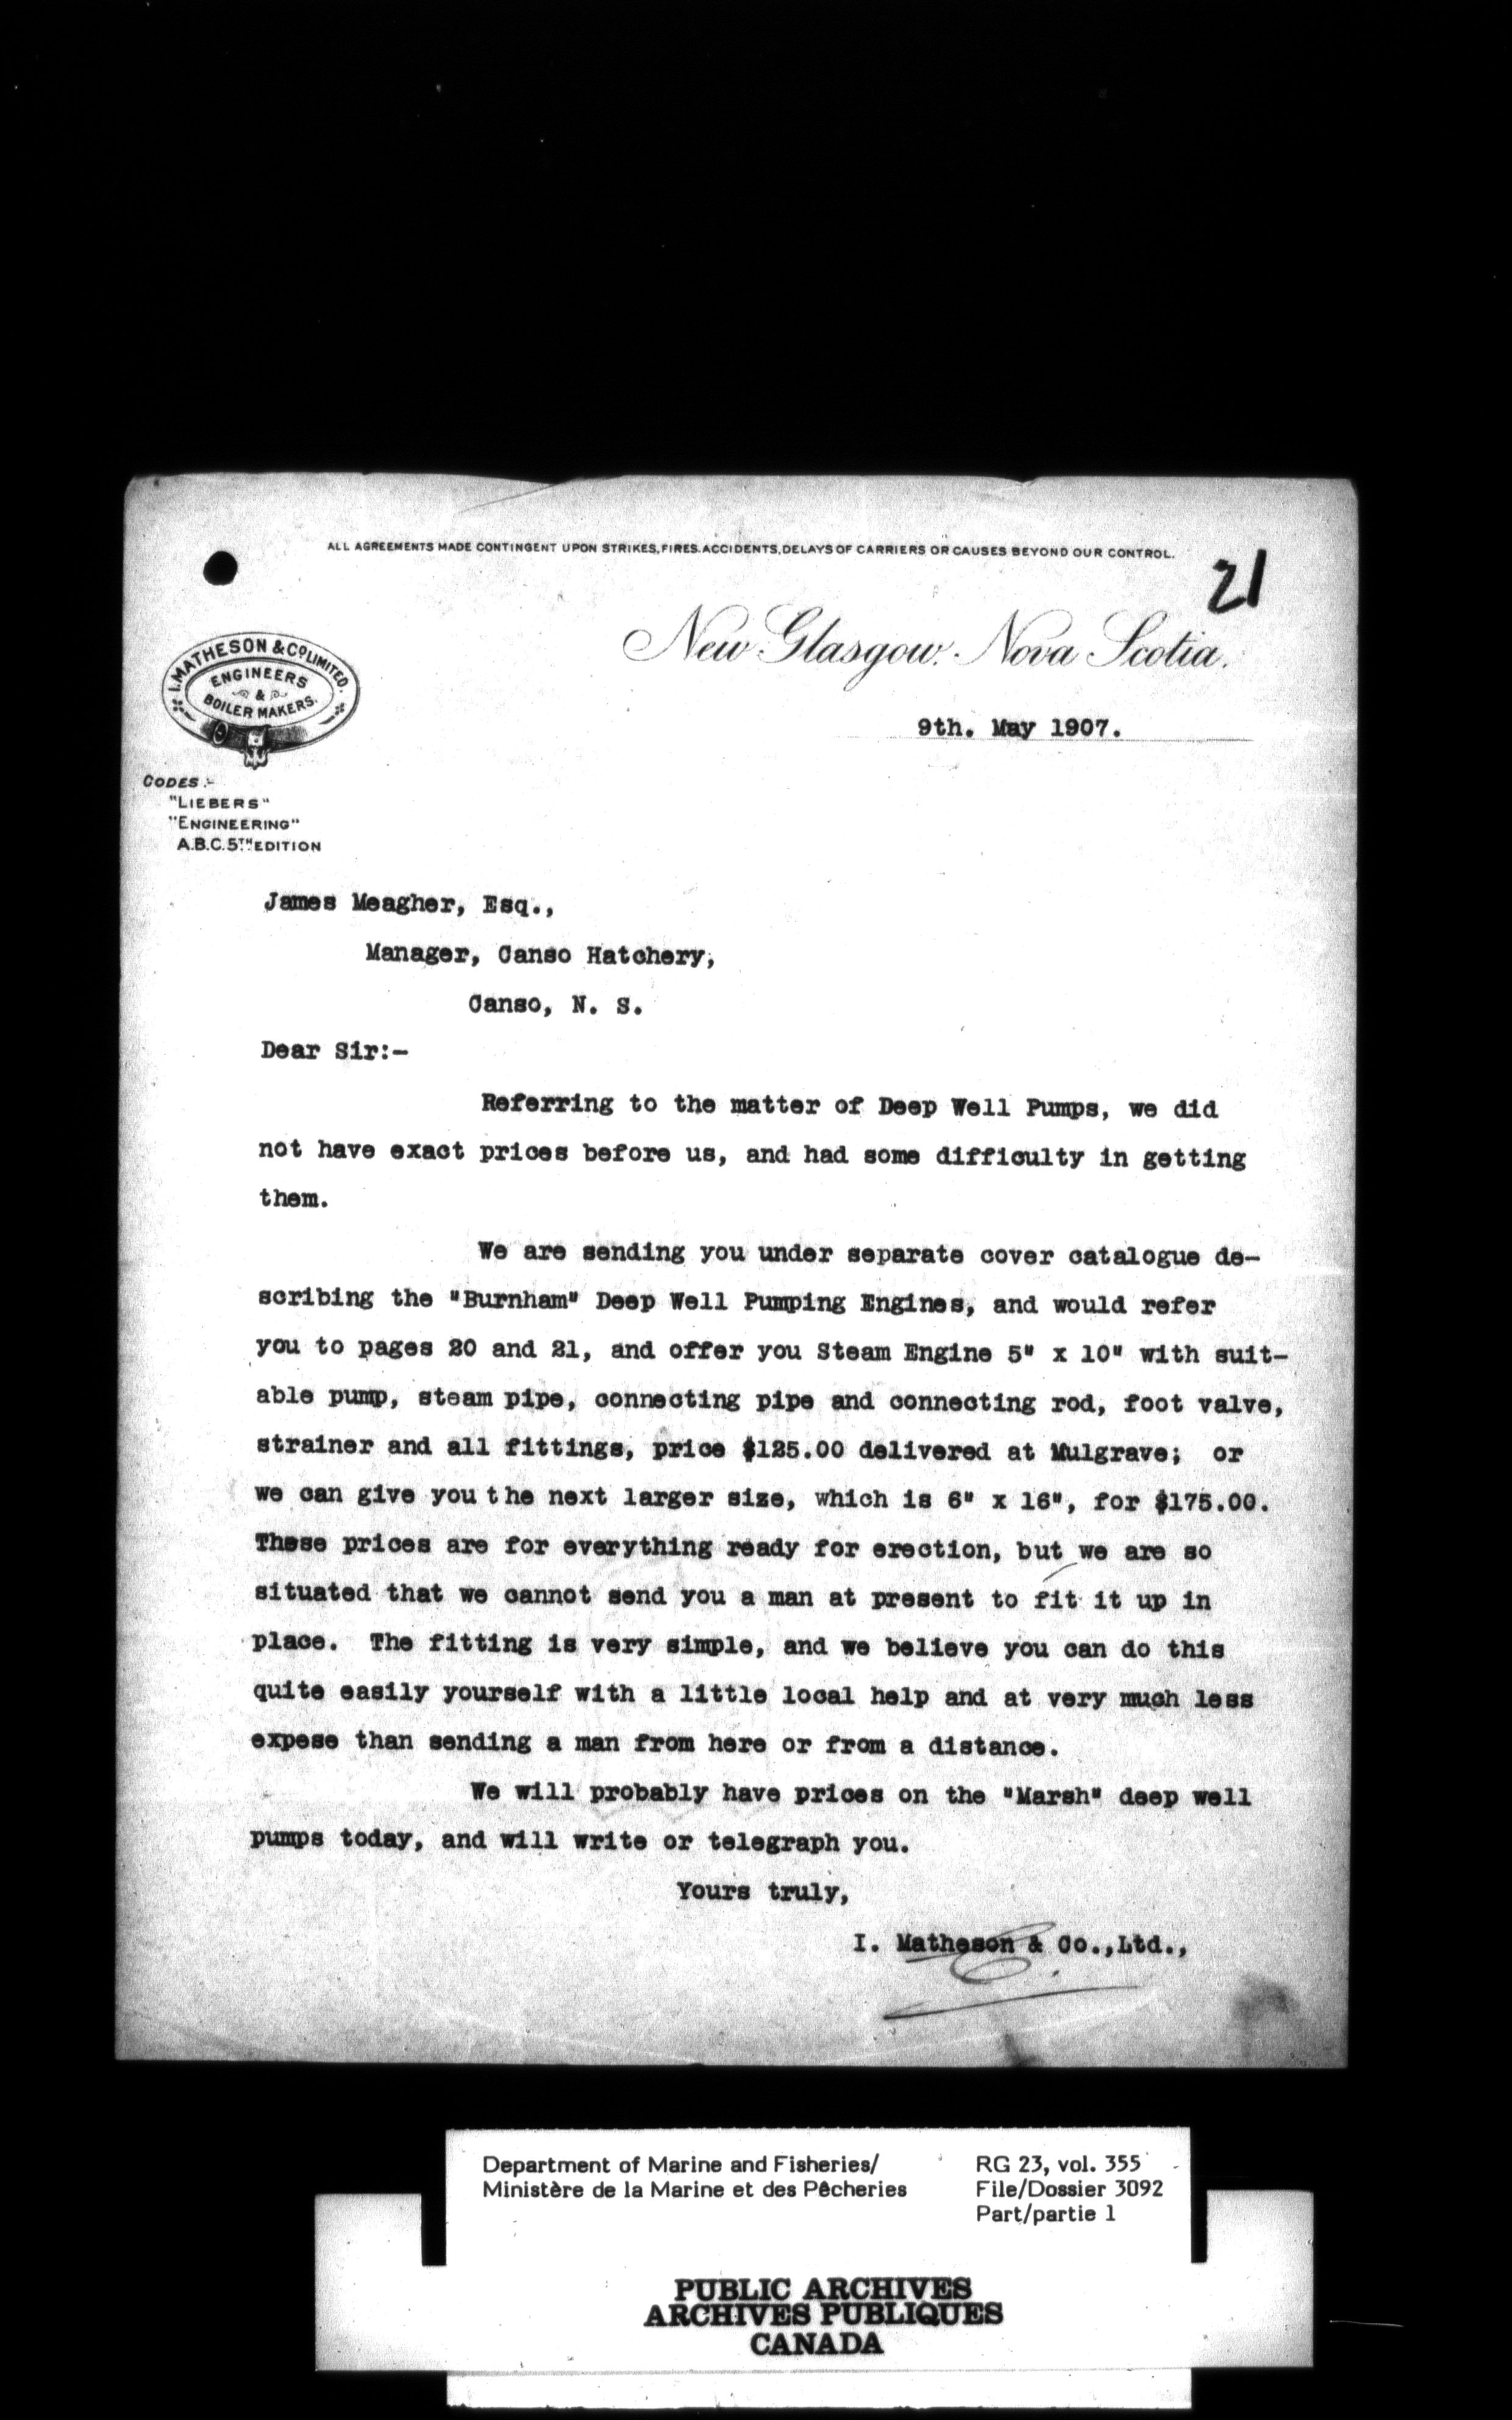 ALL AGREEMENTS MADE CONTINGENT UPON STRIKES, FIRES. ACCIDENTS, DELAYS OF CARRIERS OR CAUSES BEYOND OUR CONTROL.
21
New Glasgow. Nova Scotia.
I. MATHESON & CO. LIMITED.
ENGINEERS
&
BOILER MAKERS.
9th. May 1907.
CODES:-
"LIEBERS"
"ENGINEERING"
A.B.C. 5TH EDITION
James Meagher, Esq.,
Manager, Canso Hatchery,
Canso, N. S.
Dear Sir:-
Referring to the matter of Deep Well Pumps, we did
not have exact prices before us, and had some difficulty in getting
them.
We are sending you under separate cover catalogue de-
scribing the "Burnham" Deep Well Pumping Engines, and would refer
you to pages 20 and 21, and offer you Steam Engine 5" x 10" with suit-
able pump, steam pipe, connecting pipe and connecting rod, foot valve,
strainer and all fittings, price $125.00 delivered at Mulgrave; or
we can give you the next larger size, which is 6" x 16", for $175.00.
These prices are for everything ready for erection, but we are so
situated that we cannot send you a man at present to fit it up in
place. The fitting is very simple, and we believe you can do this
quite easily yourself with a little local help and at very much less
expese than sending a man from here or from a distance.
We will probably have prices on the "Marsh" deep well
pumps today, and will write or telegraph you.
Yours truly,
I. Matheson & Co.,Ltd.,
Department of Marine and Fisheries/
Ministère de la Marine et des Pêcheries
RG 23, vol. 355
File/Dossier 3092
Part/partie 1
PUBLIC ARCHIVES
ARCHIVES PUBLIQUES
CANADA